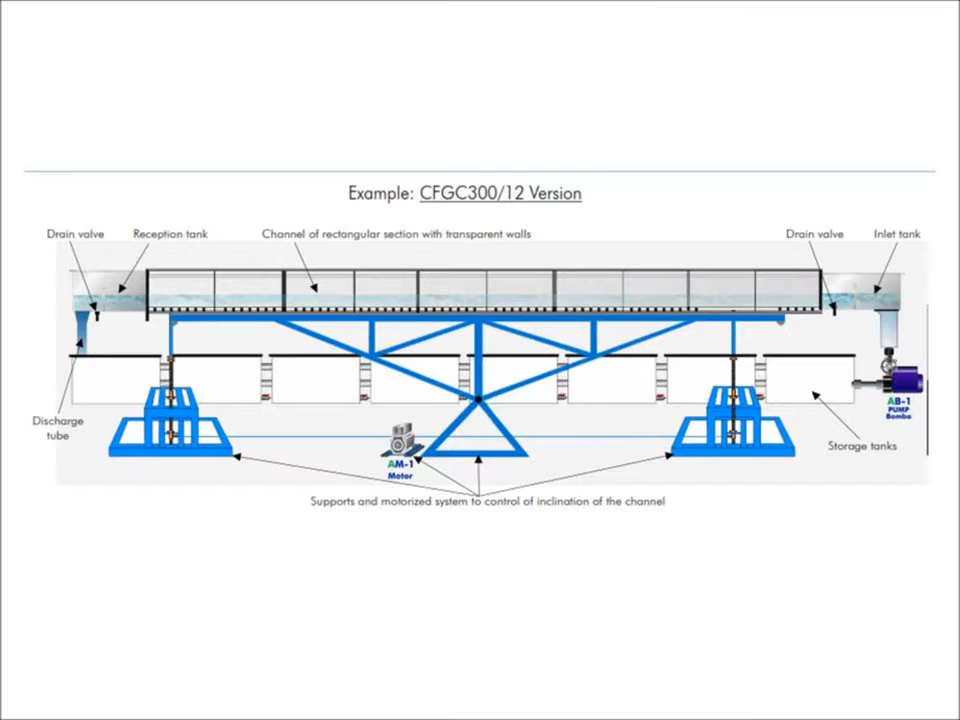 Example: CFGC300/12 Version
Drain valve
Reception tank
Channel of rectangular section with transparent walls
Drain valve
Inlet tank
Discharge
tube
AB-1
PUMP
Bomba
Storage tanks
AM-1
Motor
Supports and motorized system to control of inclination of the channel